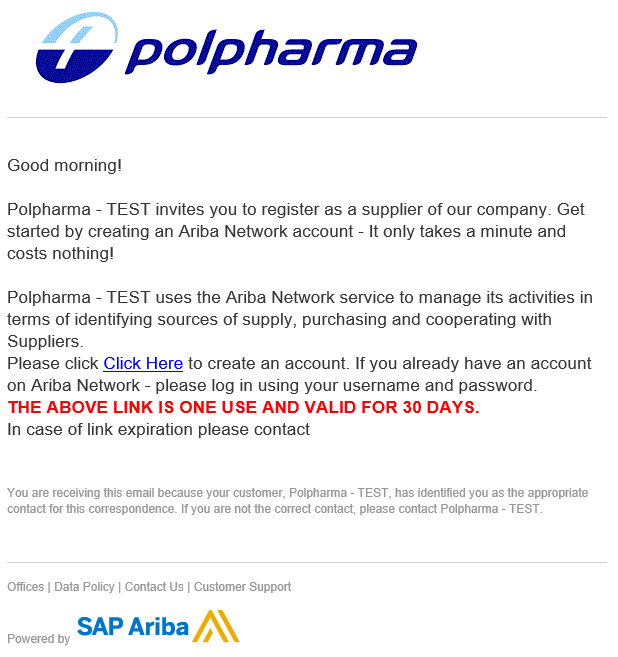 polpharma
Good morning!
Polpharma - TEST invites you to register as a supplier of our company. Get
started by creating an Ariba Network account - It only takes a minute and
costs nothing!
Polpharma - TEST uses the Ariba Network service to manage its activities in
terms of identifying sources of supply, purchasing and cooperating with
Suppliers.
Please click Click Here to create an account. If you already have an account
on Ariba Network - please log in using your username and password.
THE ABOVE LINK IS ONE USE AND VALID FOR 30 DAYS.
In case of link expiration please contact
You are receiving this email because your customer, Polpharma - TEST, has identified you as the appropriate
contact for this correspondence. If you are not the correct contact, please contact Polpharma - TEST.
Offices | Data Policy | Contact Us | Customer Support
Powered by SAP Ariba